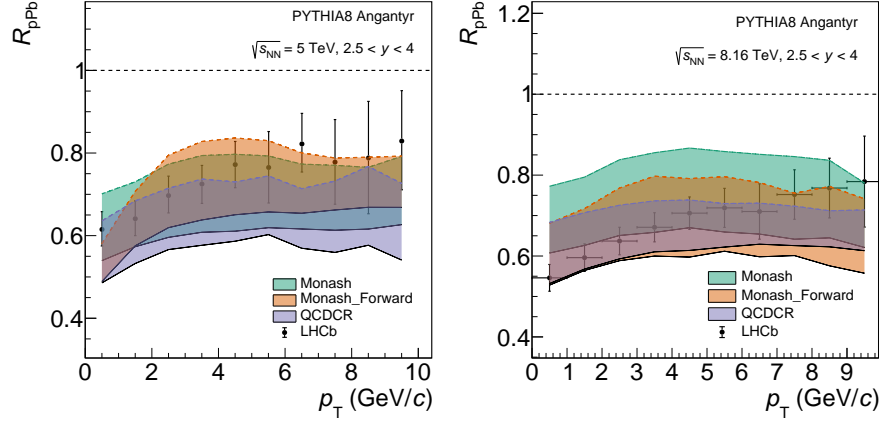 PYTHIA8 Angantyr
√s_NN = 5 TeV, 2.5 < y < 4
R_pPb
1
0.8
0.6
0.4
Monash
Monash_Forward
QCDCR
LHCb
0 2 4 6 8 10
p_T (GeV/c)
PYTHIA8 Angantyr
√s_NN = 8.16 TeV, 2.5 < y < 4
R_pPb
1.2
1
0.8
0.6
0.4
Monash
Monash_Forward
QCDCR
LHCb
0 1 2 3 4 5 6 7 8 9
p_T (GeV/c)